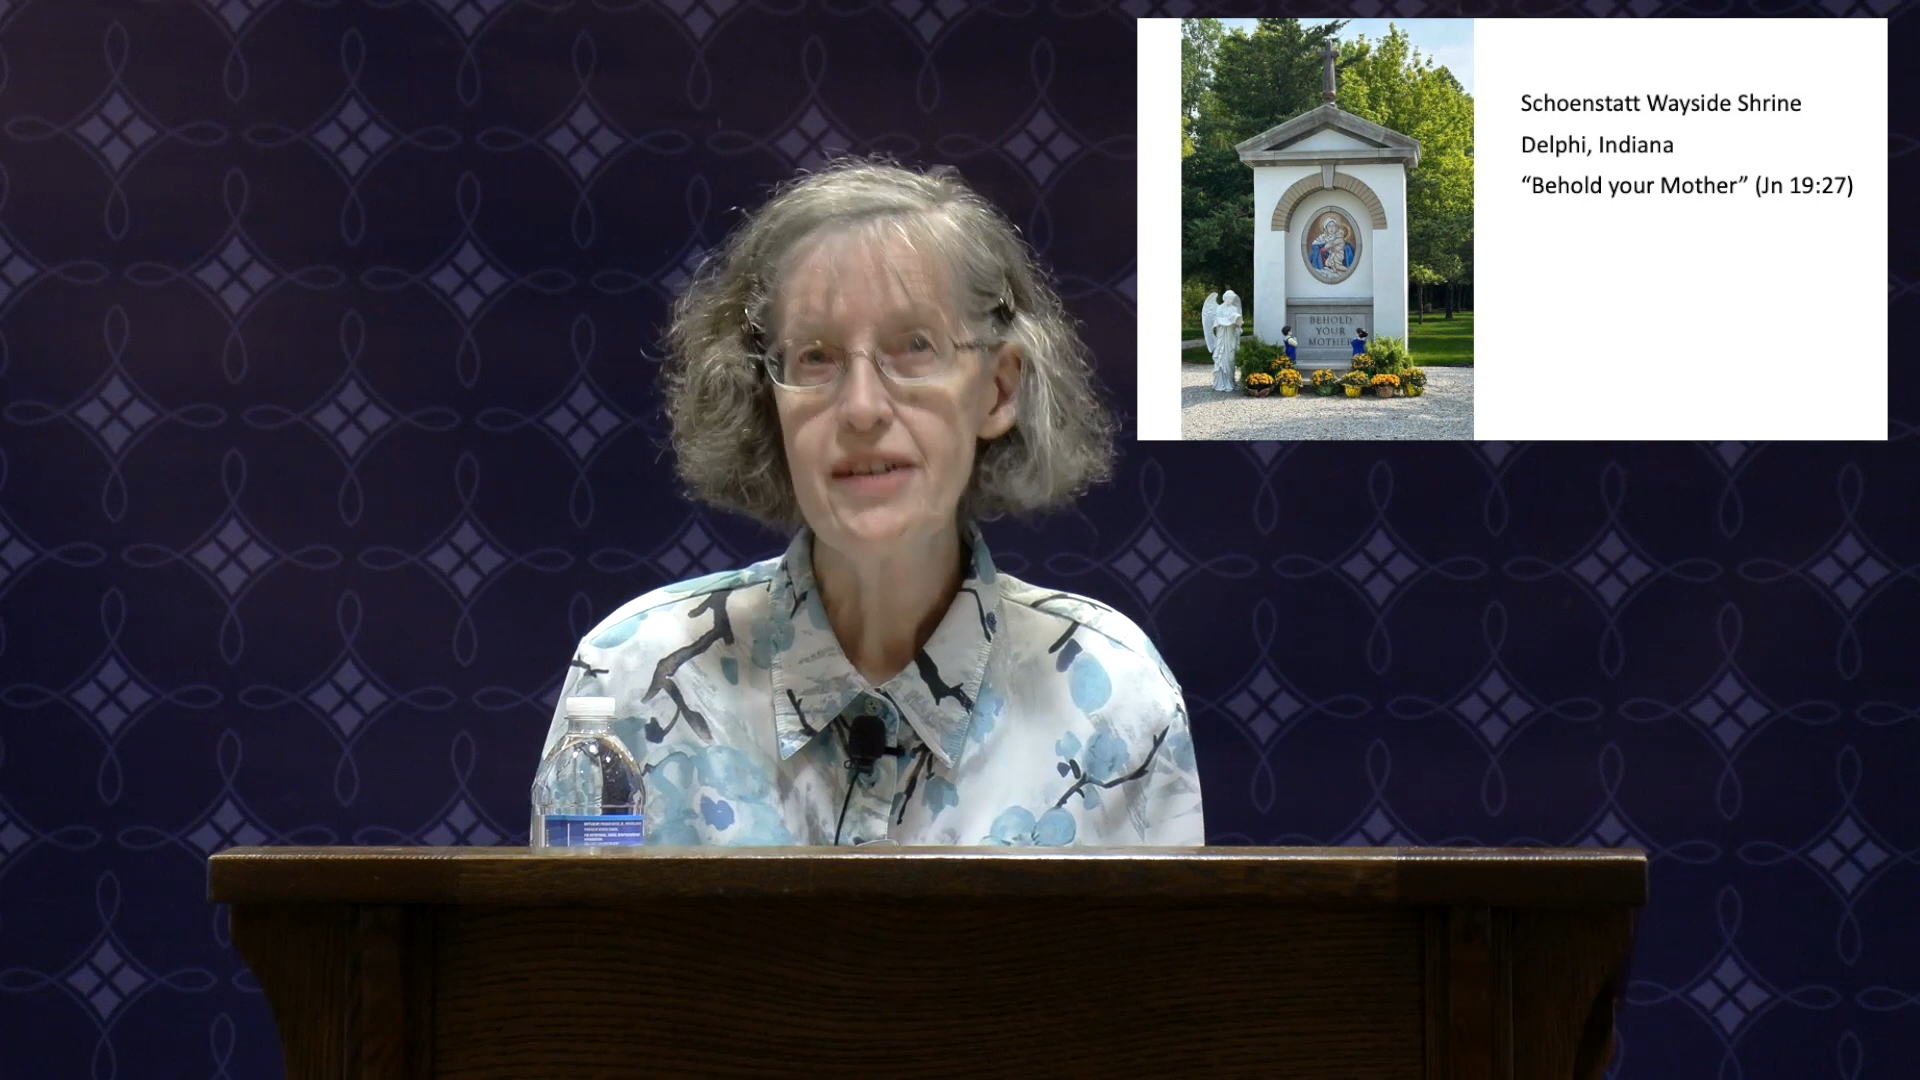 Schoenstatt Wayside Shrine
Delphi, Indiana
“Behold your Mother” (Jn 19:27)
BEHOLD
YOUR
MOTHER